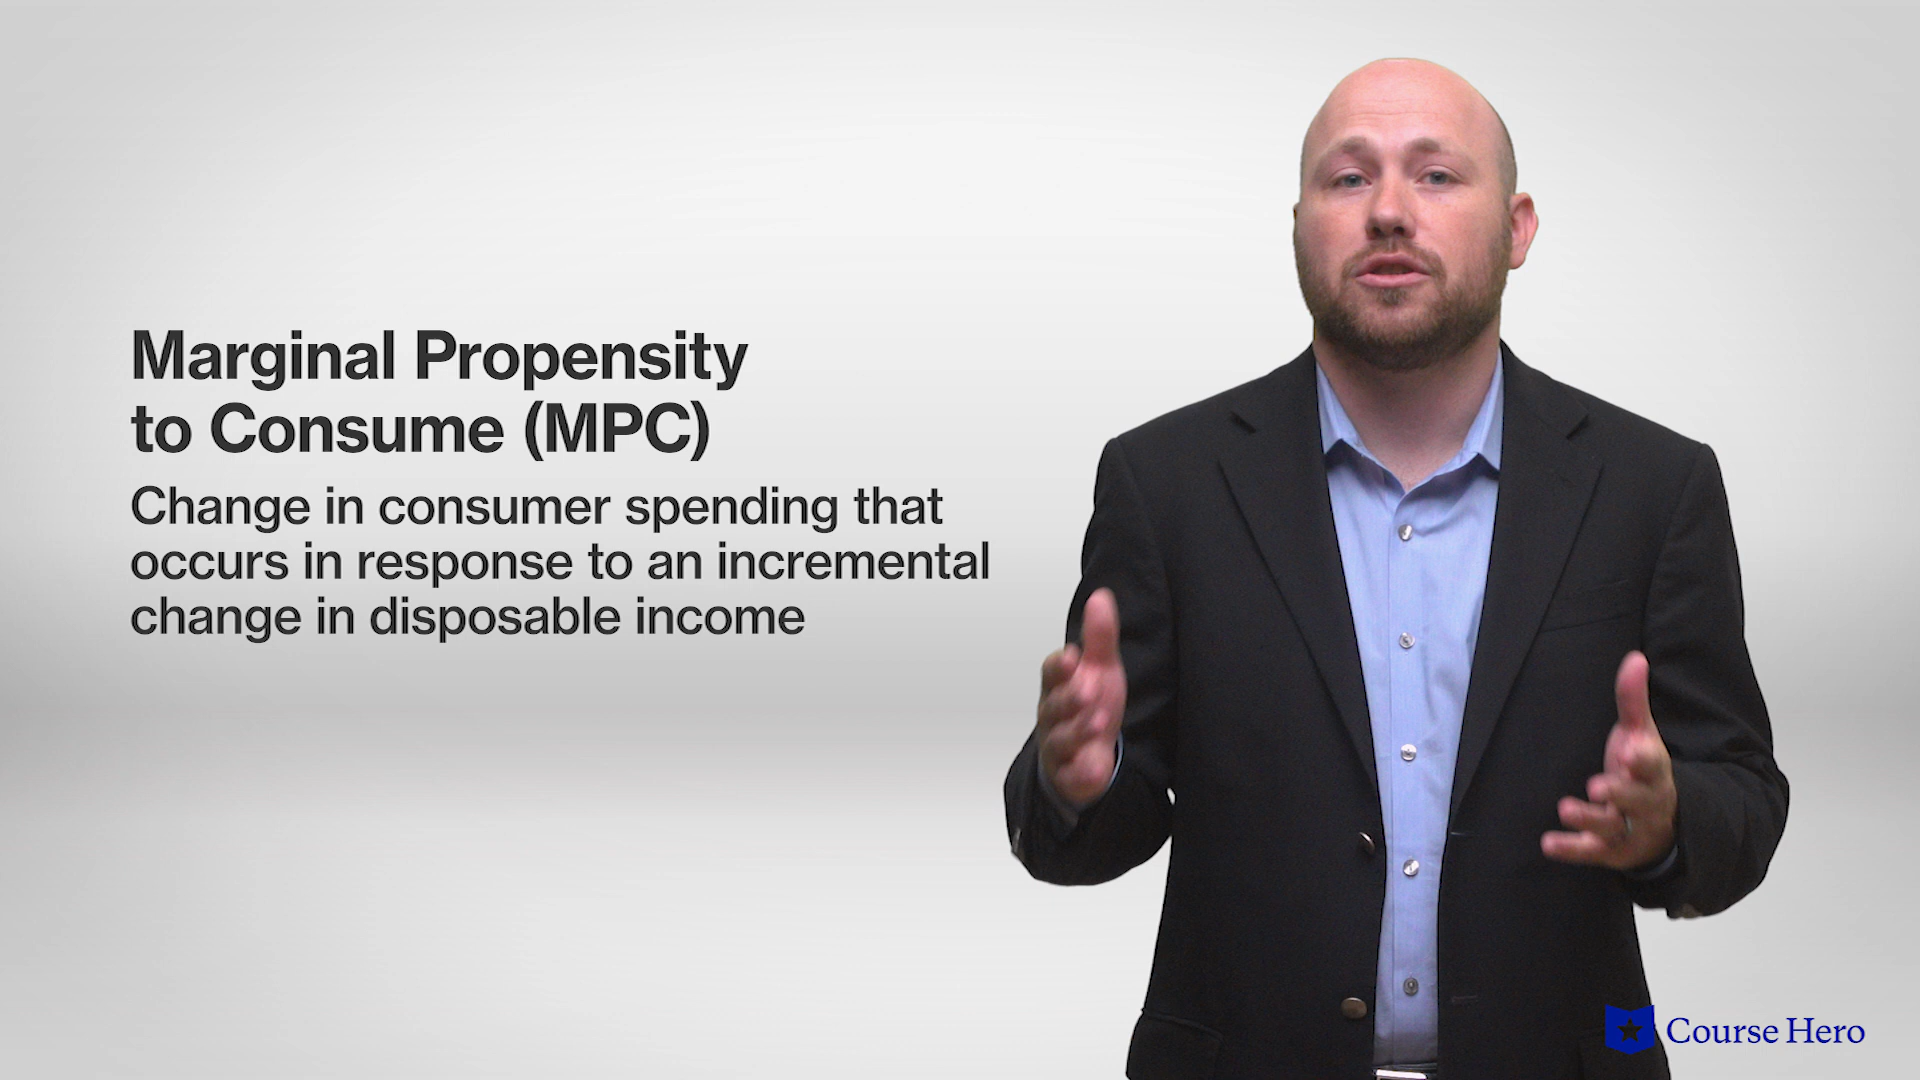 Marginal Propensity
to Consume (MPC)
Change in consumer spending that
occurs in response to an incremental
change in disposable income
Course Hero